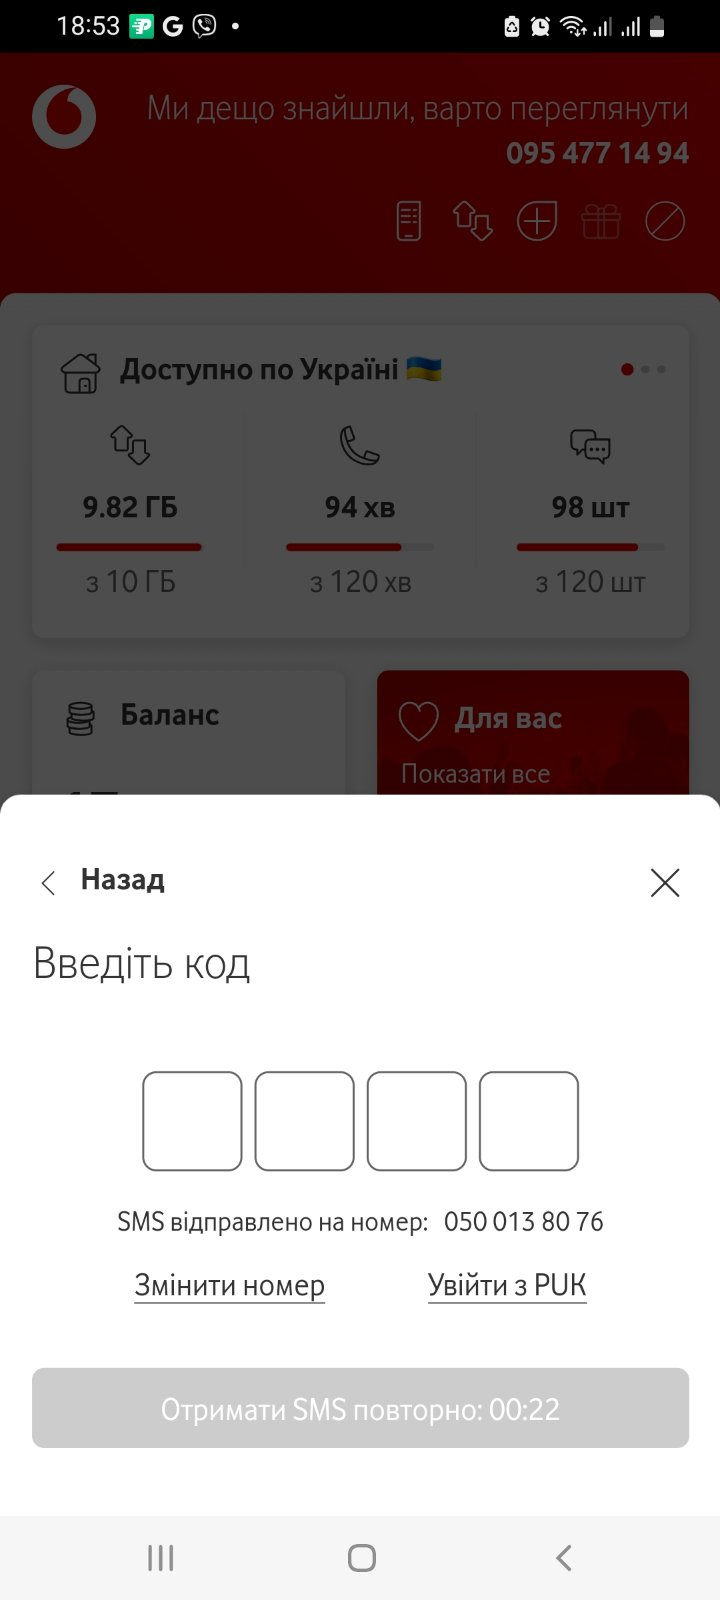 18:53
Ми дещо знайшли, варто переглянути
095 477 14 94
Доступно по Україні
9.82 ГБ
94 хв
98 шт
з 10 ГБ
з 120 хв
з 120 шт
Баланс
Для вас
Показати все
Назад
Введіть код
SMS відправлено на номер: 050 013 80 76
Змінити номер
Увійти з PUK
Отримати SMS повторно: 00:22